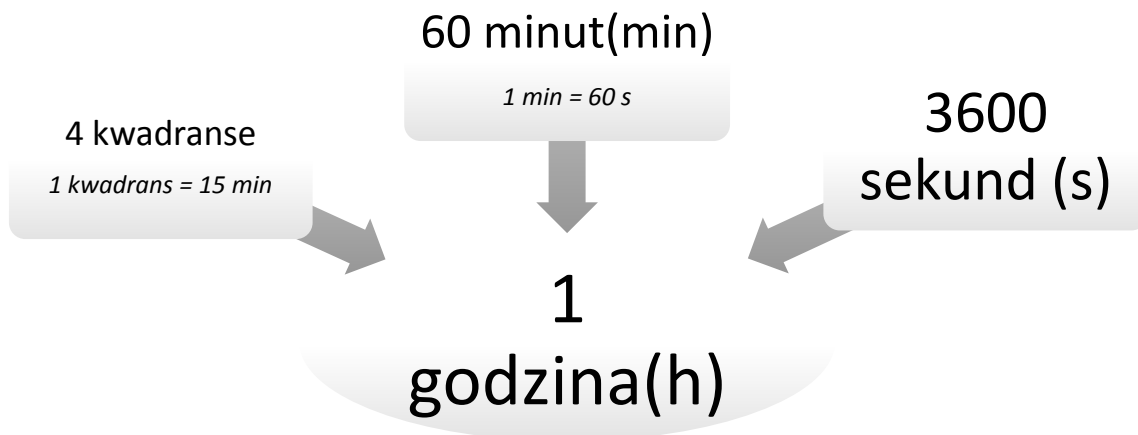 60 minut(min)
1 min = 60 s
4 kwadranse
1 kwadrans = 15 min
3600
sekund (s)
1
godzina(h)